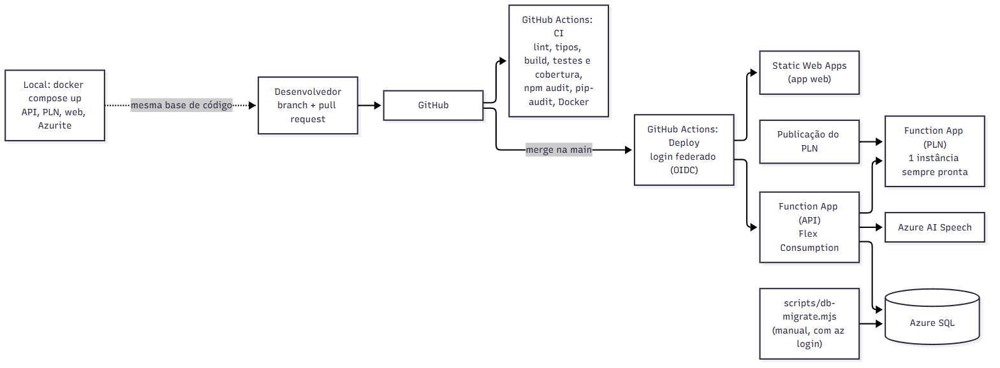 Local: docker
compose up
API, PLN, web,
Azurite
mesma base de código
Desenvolvedor
branch + pull
request
GitHub
GitHub Actions:
CI
lint, tipos,
build, testes e
cobertura,
npm audit, pip-
audit, Docker
merge na main
GitHub Actions:
Deploy
login federado
(OIDC)
Static Web Apps
(app web)
Publicação do
PLN
Function App
(API)
Flex
Consumption
scripts/db-
migrate.mjs
(manual, com az
login)
Function App
(PLN)
1 instância
sempre pronta
Azure AI Speech
Azure SQL